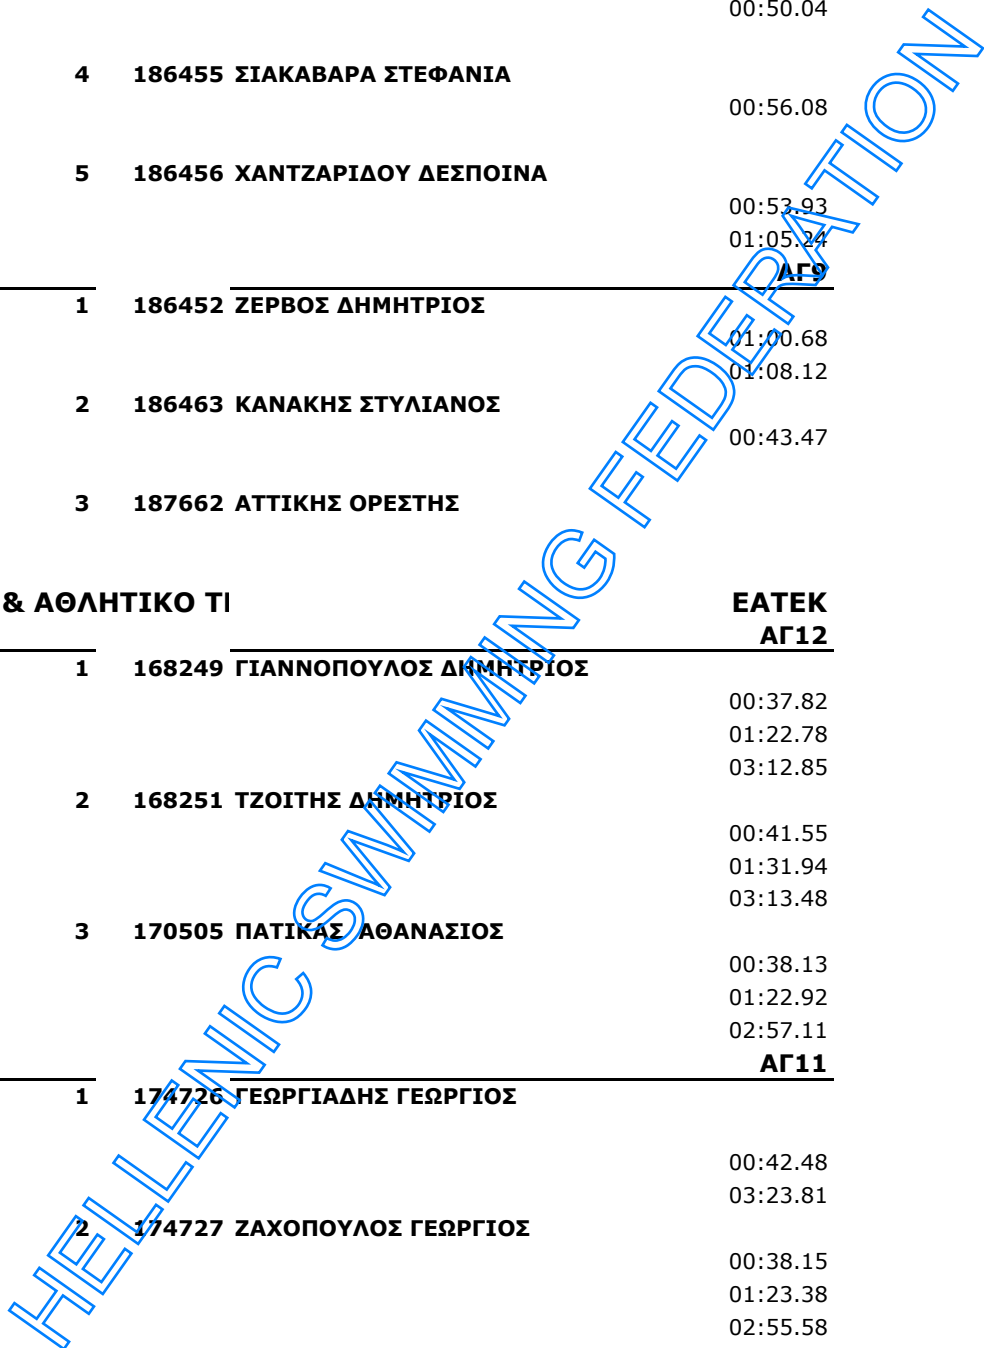 00:50.04
4 186455 ΣΙΑΚΑΒΑΡΑ ΣΤΕΦΑΝΙΑ
00:56.08
5 186456 ΧΑΝΤΖΑΡΙΔΟΥ ΔΕΣΠΟΙΝΑ
00:53.93
01:05.24
ΑΓ9
1 186452 ΖΕΡΒΟΣ ΔΗΜΗΤΡΙΟΣ
01:00.68
01:08.12
2 186463 ΚΑΝΑΚΗΣ ΣΤΥΛΙΑΝΟΣ
00:43.47
3 187662 ΑΤΤΙΚΗΣ ΟΡΕΣΤΗΣ
& ΑΘΛΗΤΙΚΟ ΕΑΤΕΚ
ΑΓ12
1 168249 ΓΙΑΝΝΟΠΟΥΛΟΣ ΔΗΜΗΤΡΙΟΣ
00:37.82
01:22.78
03:12.85
2 168251 ΤΖΟΙΤΗΣ ΔΗΜΗΤΡΙΟΣ
00:41.55
01:31.94
03:13.48
3 170505 ΠΑΤΙΚΑΣ ΑΘΑΝΑΣΙΟΣ
00:38.13
01:22.92
02:57.11
ΑΓ11
1 174726 ΓΕΩΡΓΙΑΔΗΣ ΓΕΩΡΓΙΟΣ
00:42.48
03:23.81
2 174727 ΖΑΧΟΠΟΥΛΟΣ ΓΕΩΡΓΙΟΣ
00:38.15
01:23.38
02:55.58
HELLENIC SWIMMING FEDERATION